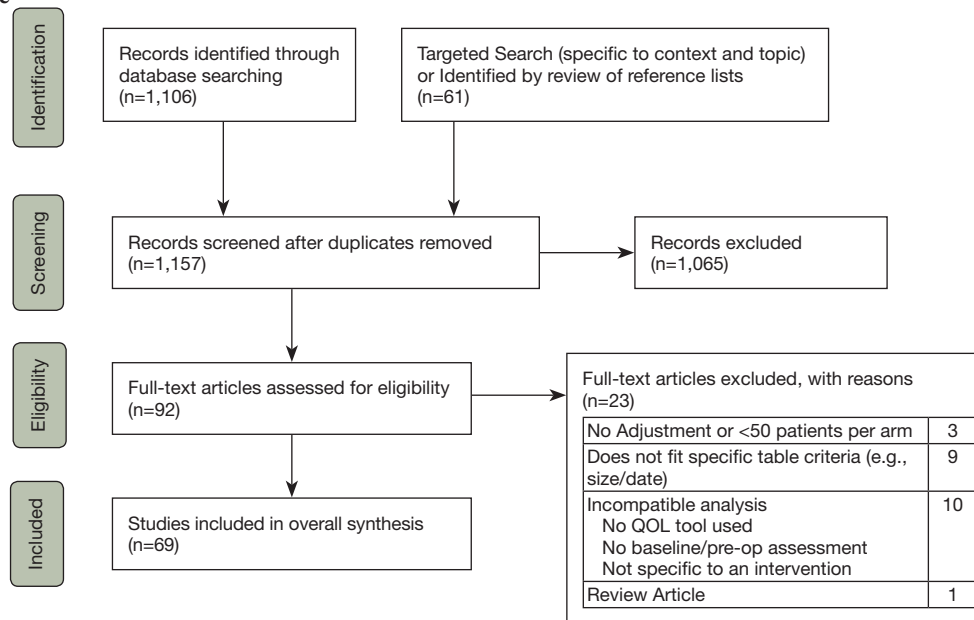 Identification
Records identified through
database searching
(n=1,106)
Targeted Search (specific to context and topic)
or Identified by review of reference lists
(n=61)
Screening
Records screened after duplicates removed
(n=1,157)
Records excluded
(n=1,065)
Eligibility
Full-text articles assessed for eligibility
(n=92)
Full-text articles excluded, with reasons
(n=23)
No Adjustment or <50 patients per arm 3
Does not fit specific table criteria (e.g., 9
size/date)
Incompatible analysis 10
No QOL tool used
No baseline/pre-op assessment
Not specific to an intervention
Review Article 1
Included
Studies included in overall synthesis
(n=69)